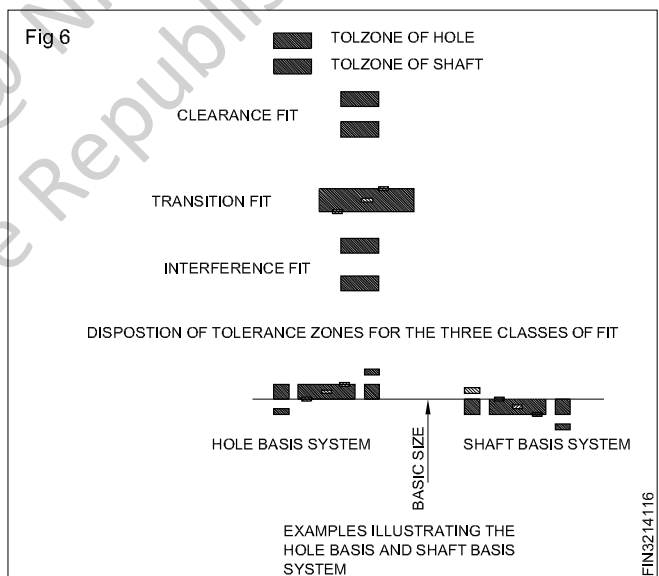 Fig 6
TOLZONE OF HOLE
TOLZONE OF SHAFT
CLEARANCE FIT
TRANSITION FIT
INTERFERENCE FIT
DISPOSTION OF TOLERANCE ZONES FOR THE THREE CLASSES OF FIT
HOLE BASIS SYSTEM
BASIC SIZE
SHAFT BASIS SYSTEM
EXAMPLES ILLUSTRATING THE
HOLE BASIS AND SHAFT BASIS
SYSTEM
FIN3214116
@ NI
e Republis